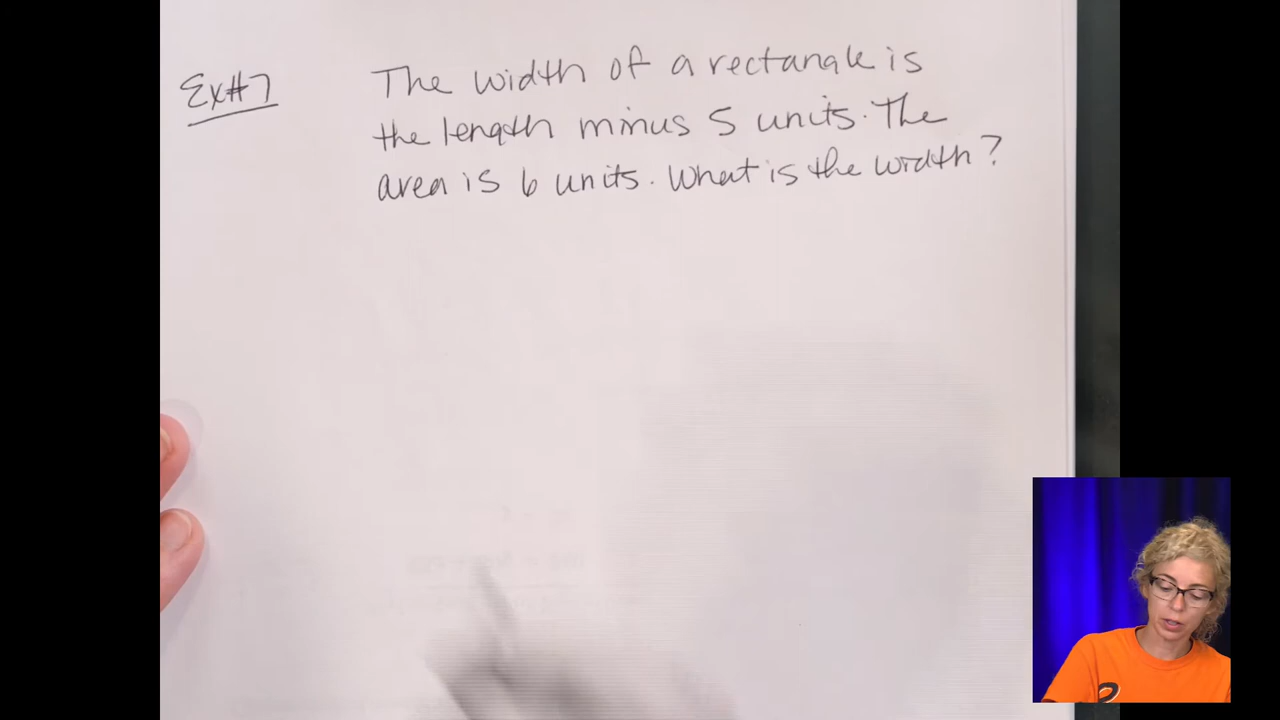 Ex#7
The width of a rectangle is
the length minus 5 units. The
area is 6 units. What is the width?